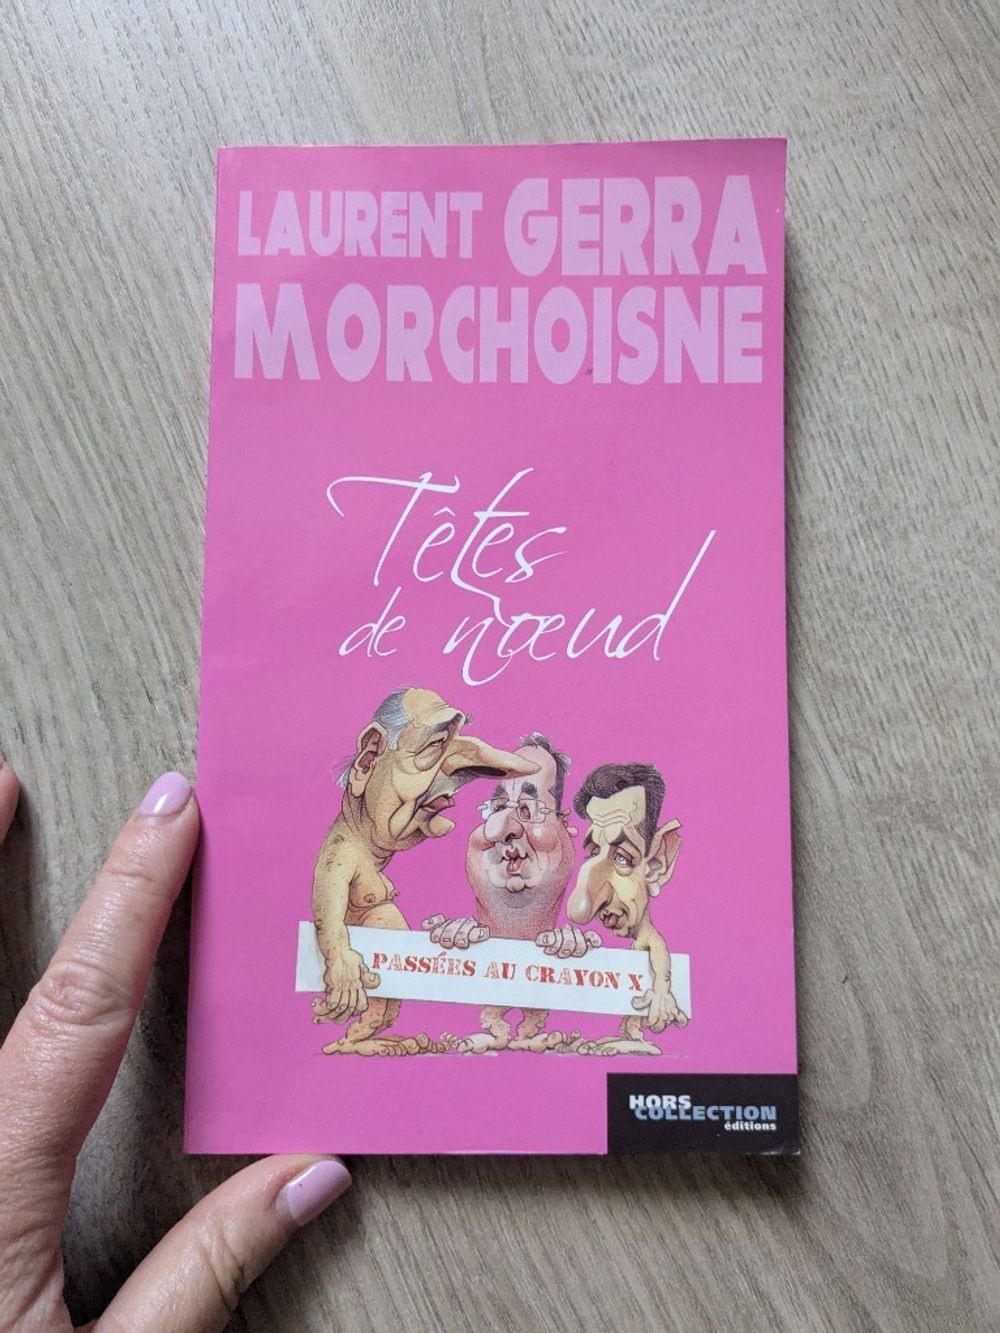 LAURENT GERRA
MORCHOISNE
Têtes
de nœud
PASSÉES AU CRAYON X
HORS
COLLECTION
éditions